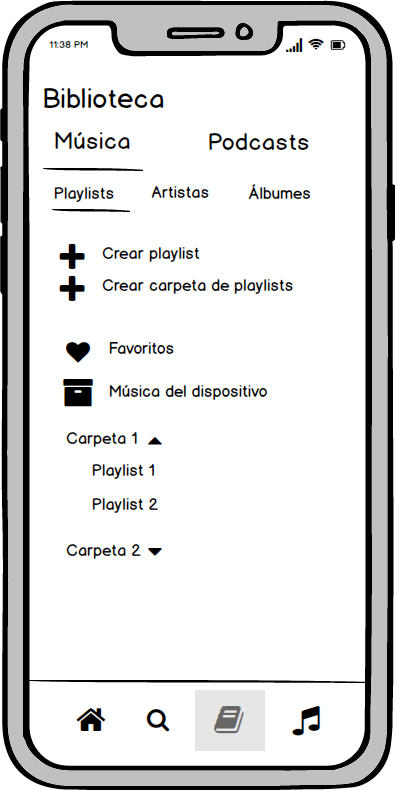 11:38 PM
Biblioteca
Música Podcasts
Playlists Artistas Álbumes
Crear playlist
Crear carpeta de playlists
Favoritos
Música del dispositivo
Carpeta 1
Playlist 1
Playlist 2
Carpeta 2